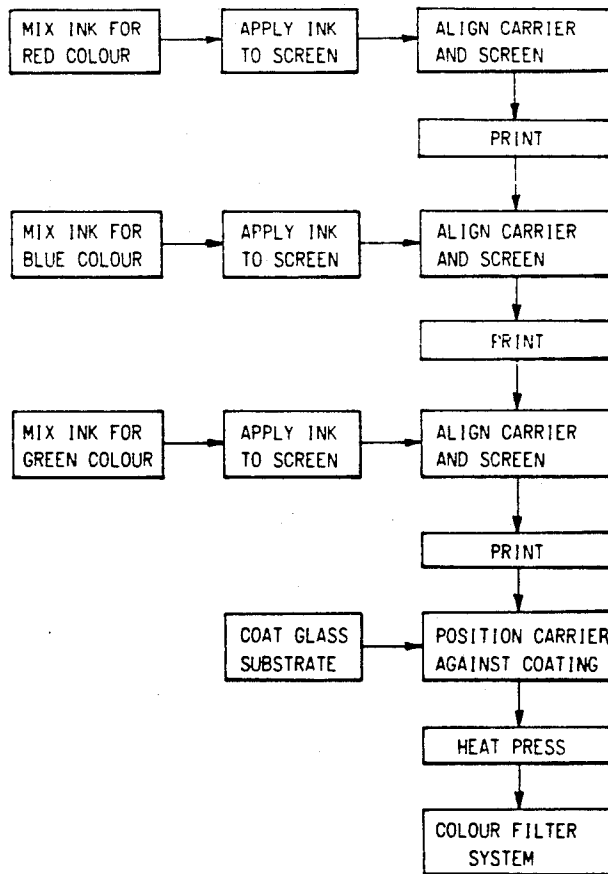 MIX INK FOR
RED COLOUR
APPLY INK
TO SCREEN
ALIGN CARRIER
AND SCREEN
PRINT
MIX INK FOR
BLUE COLOUR
APPLY INK
TO SCREEN
ALIGN CARRIER
AND SCREEN
PRINT
MIX INK FOR
GREEN COLOUR
APPLY INK
TO SCREEN
ALIGN CARRIER
AND SCREEN
PRINT
COAT GLASS
SUBSTRATE
POSITION CARRIER
AGAINST COATING
HEAT PRESS
COLOUR FILTER
SYSTEM